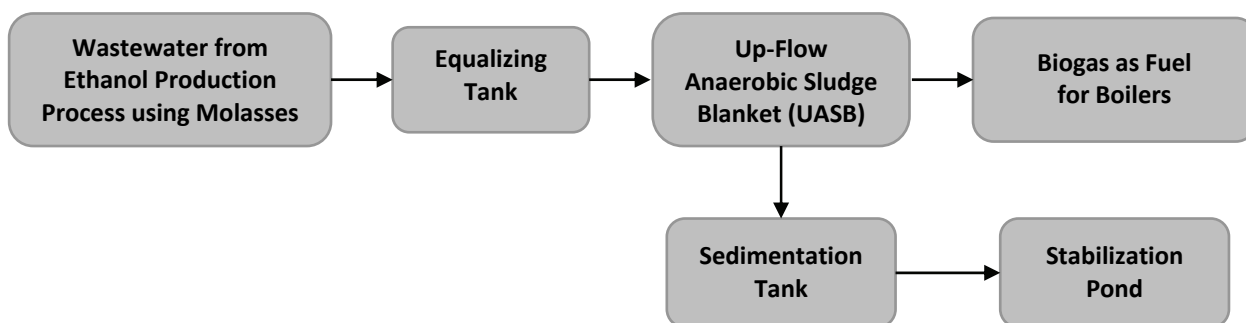 Wastewater from
Ethanol Production
Process using Molasses
Equalizing
Tank
Up-Flow
Anaerobic Sludge
Blanket (UASB)
Biogas as Fuel
for Boilers
Sedimentation
Tank
Stabilization
Pond